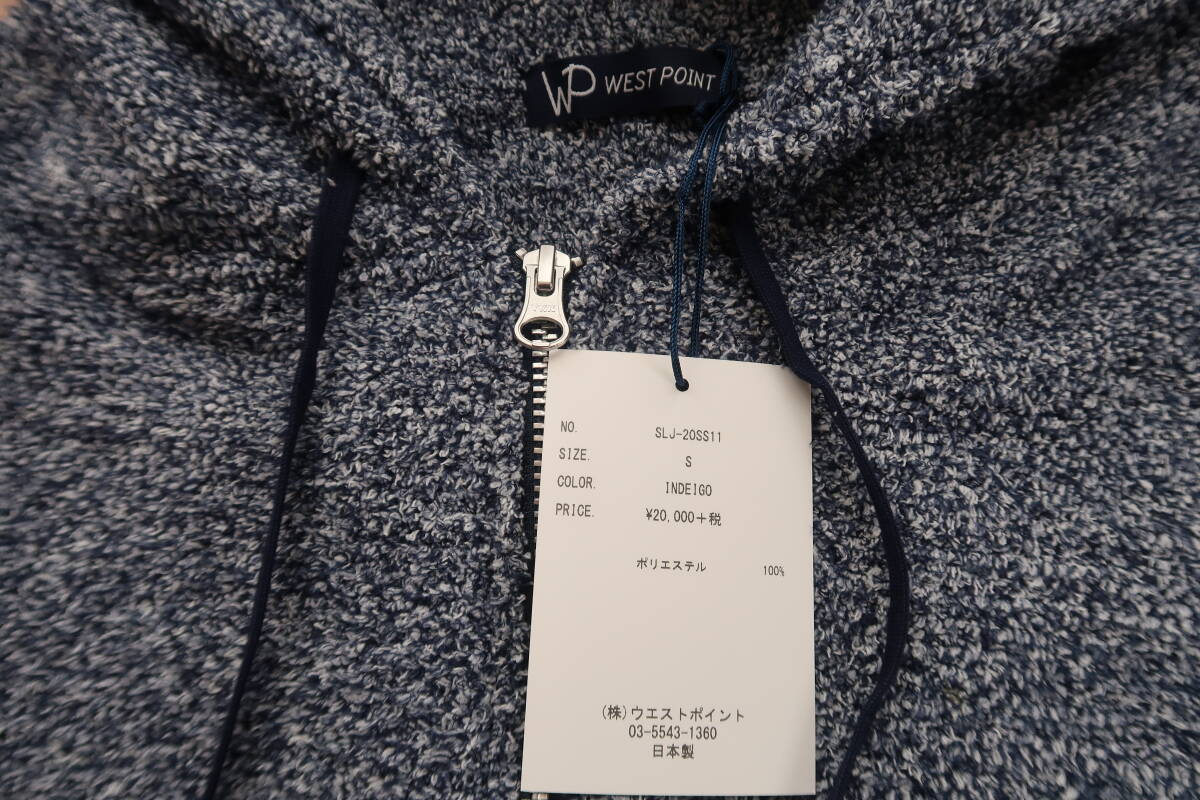 WP WEST POINT
YKK
NO. SLJ-20SS11
SIZE. S
COLOR. INDEIGO
PRICE. ¥20,000+税
ポリエステル 100%
(株)ウエストポイント
03-5543-1360
日本製